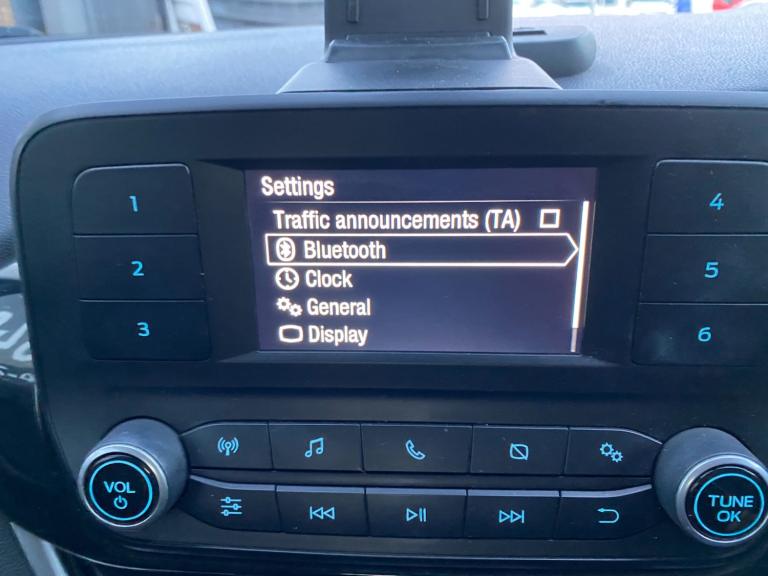 Settings
Traffic announcements (TA)
Bluetooth
Clock
General
Display
1
2
3
4
5
6
VOL
TUNE
OK